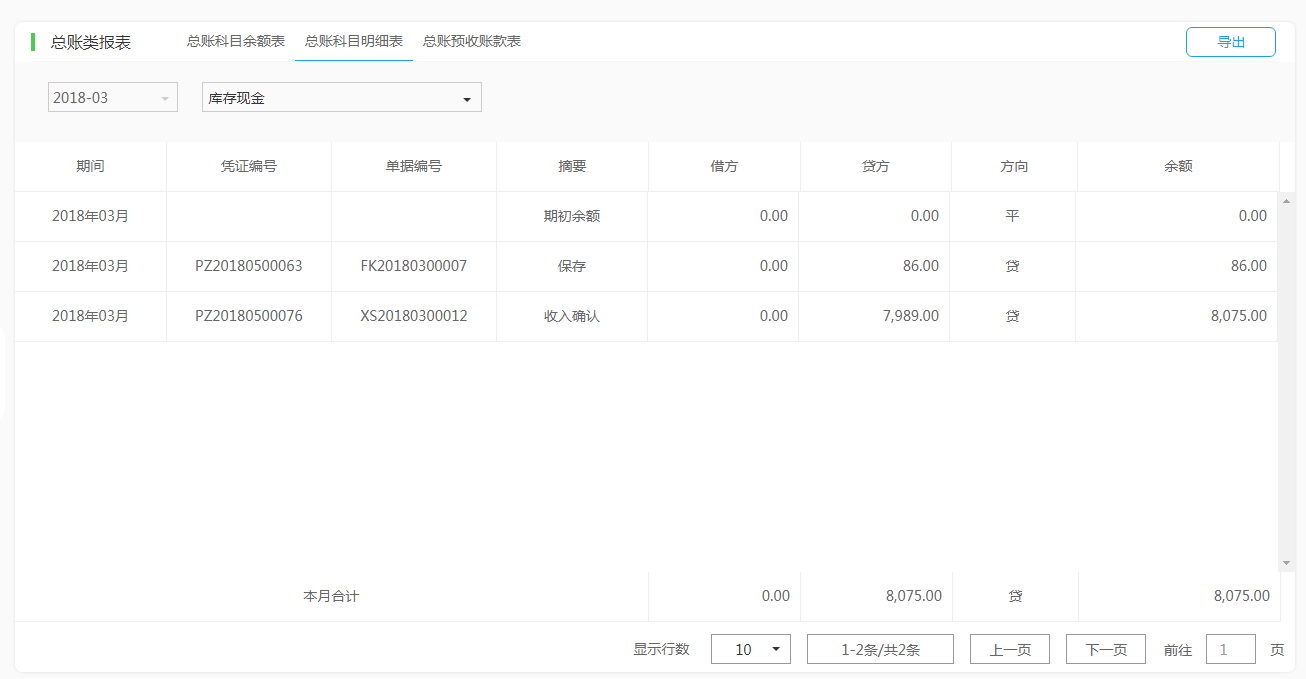 总账类报表 总账科目余额表 总账科目明细表 总账预收账款表 导出
2018-03 库存现金
期间 凭证编号 单据编号 摘要 借方 贷方 方向 余额
2018年03月 期初余额 0.00 0.00 平 0.00
2018年03月 PZ20180500063 FK20180300007 保存 0.00 86.00 贷 86.00
2018年03月 PZ20180500076 XS20180300012 收入确认 0.00 7,989.00 贷 8,075.00
本月合计 0.00 8,075.00 贷 8,075.00
显示行数 10 1-2条/共2条 上一页 下一页 前往 1 页